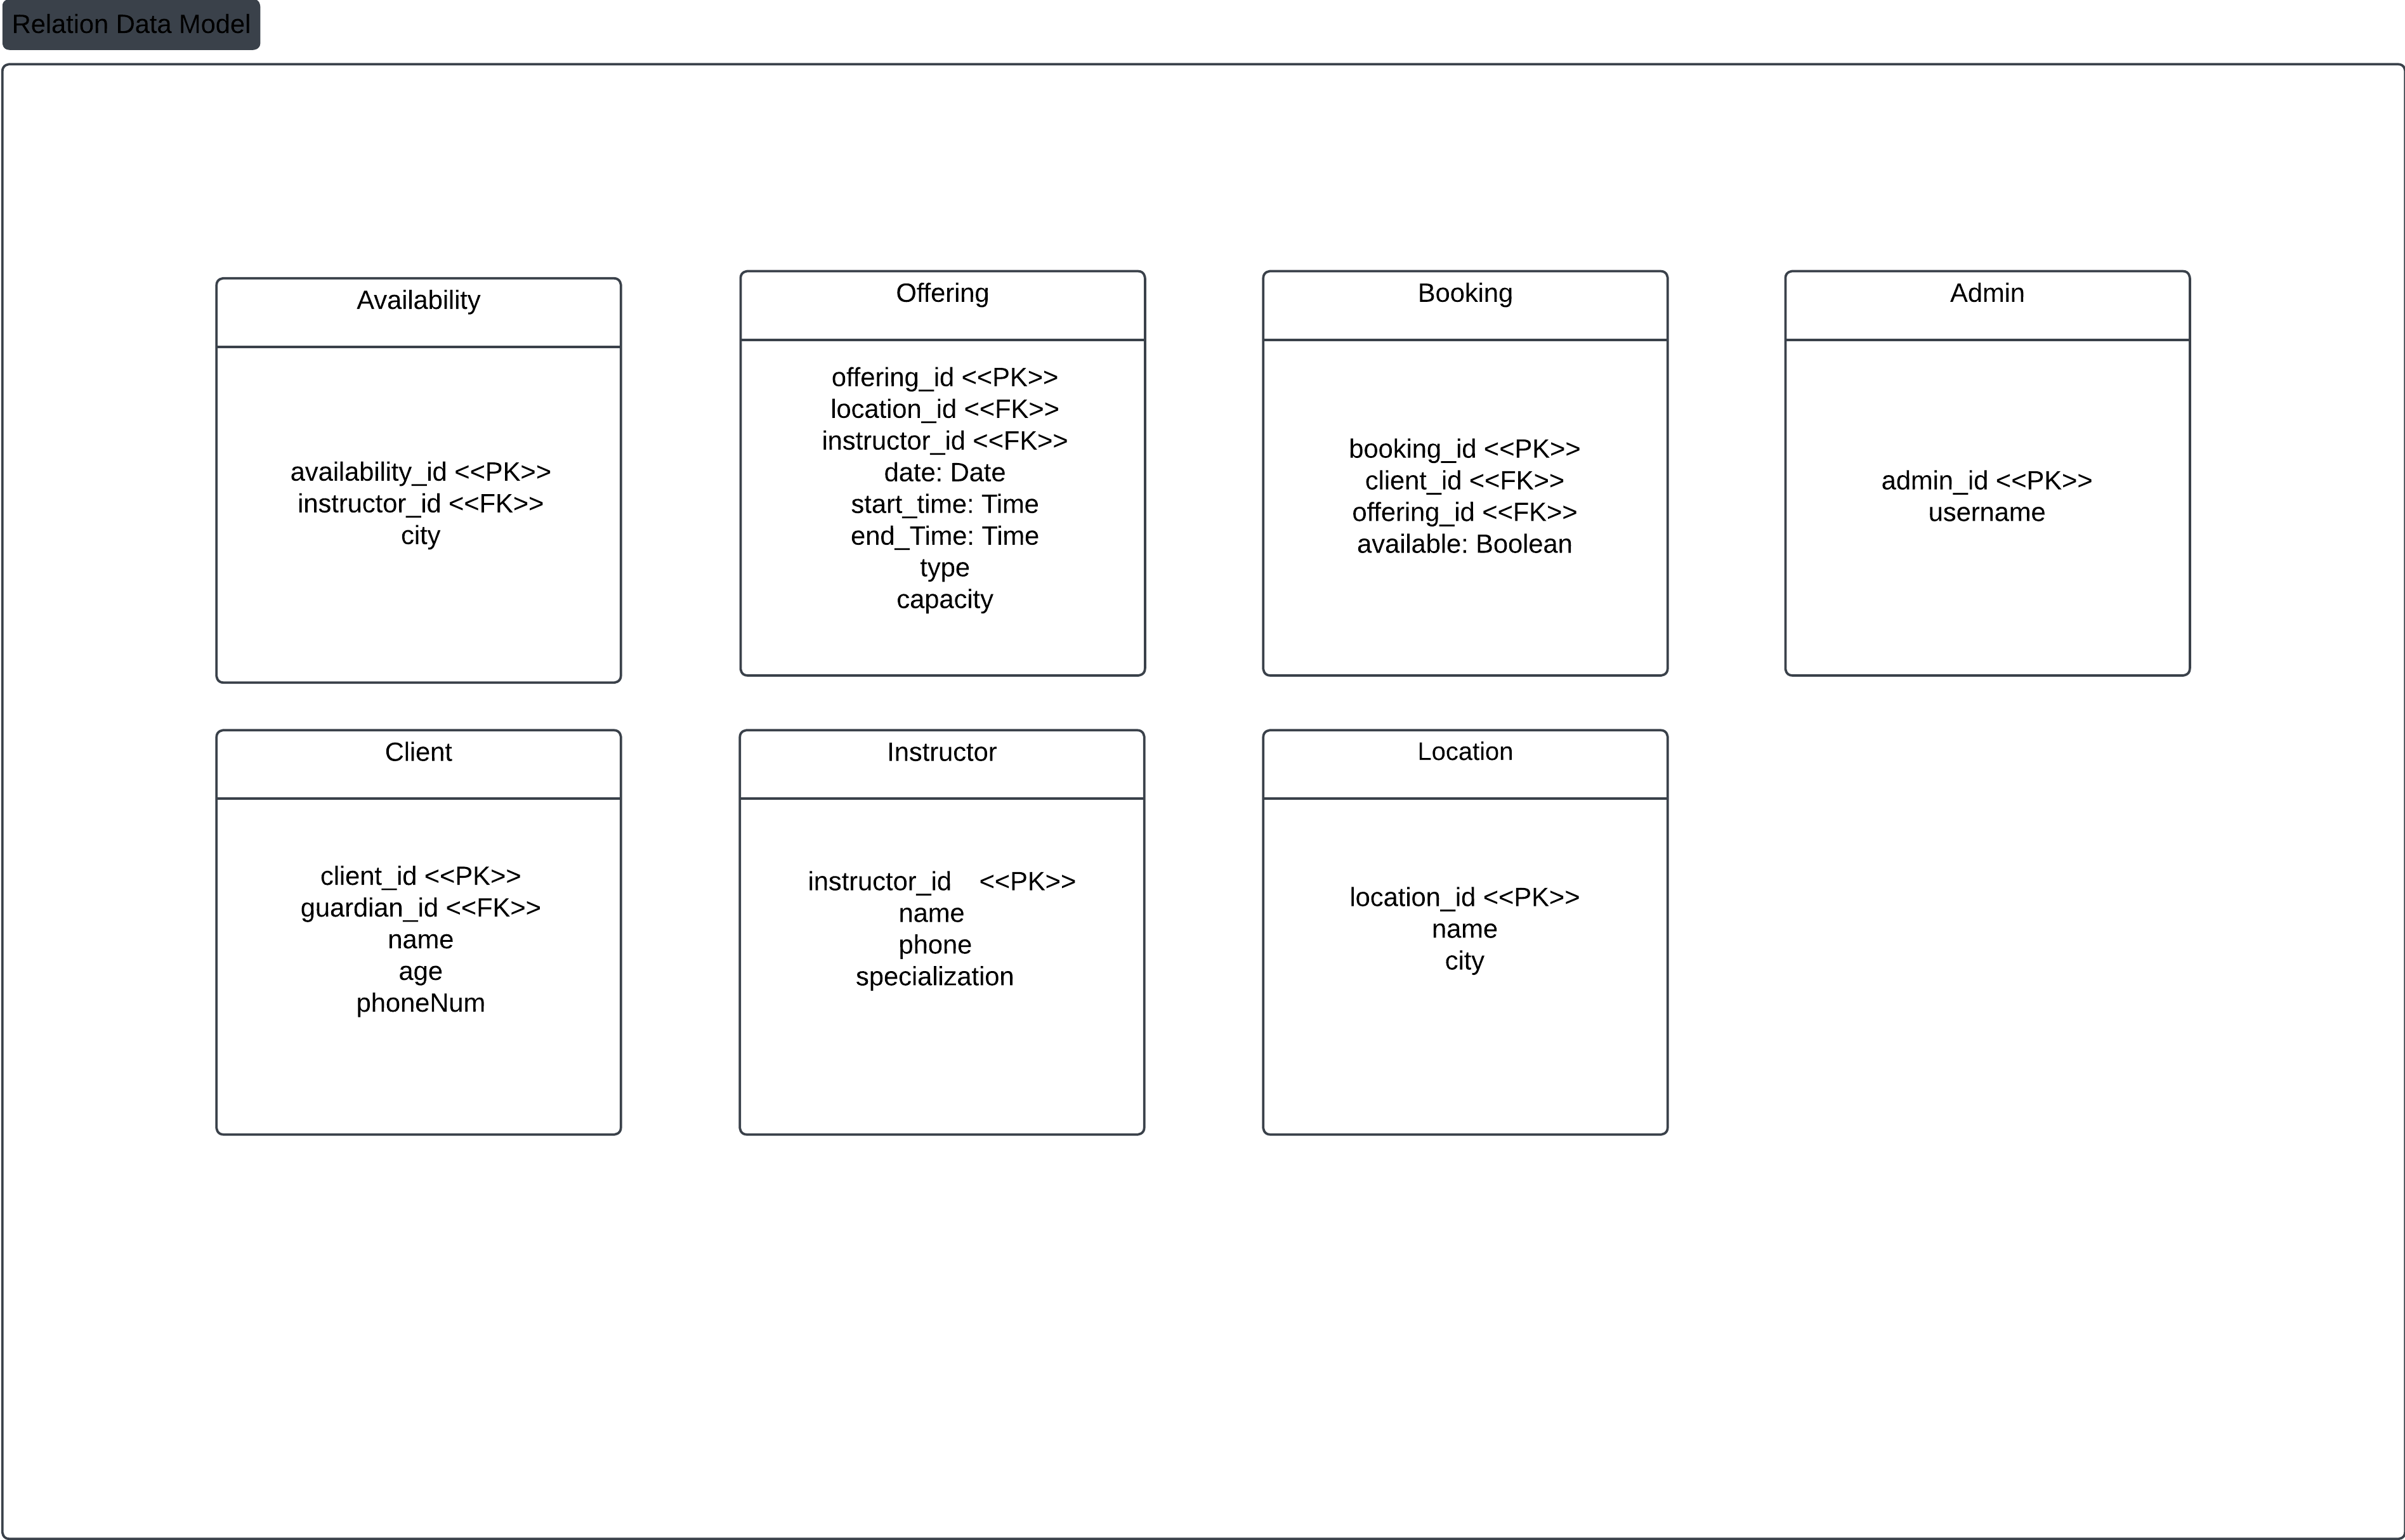 Relation Data Model
Availability
availability_id <<PK>>
instructor_id <<FK>>
city
Offering
offering_id <<PK>>
location_id <<FK>>
instructor_id <<FK>>
date: Date
start_time: Time
end_Time: Time
type
capacity
Booking
booking_id <<PK>>
client_id <<FK>>
offering_id <<FK>>
available: Boolean
Admin
admin_id <<PK>>
username
Client
client_id <<PK>>
guardian_id <<FK>>
name
age
phoneNum
Instructor
instructor_id    <<PK>>
name
phone
specialization
Location
location_id <<PK>>
name
city